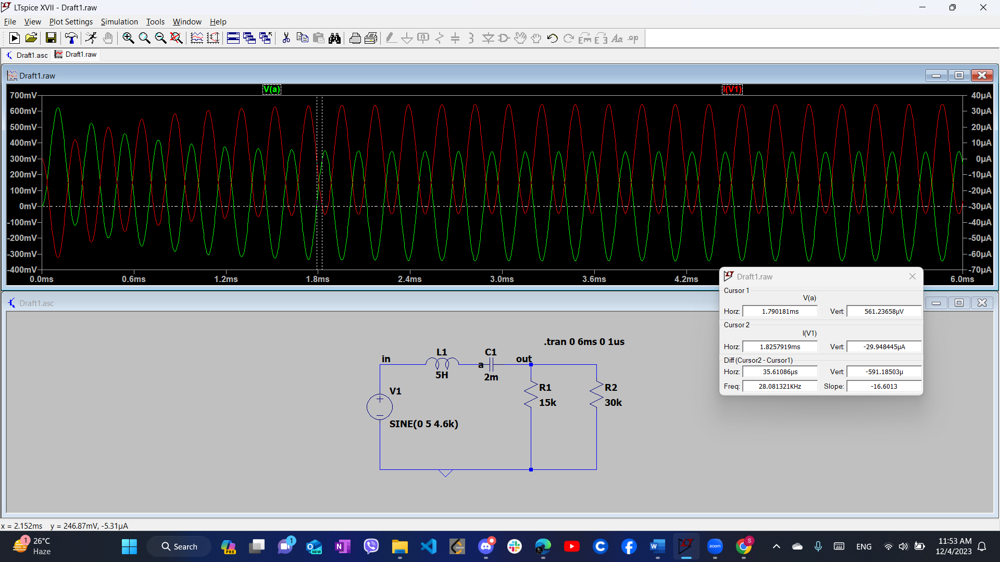 LTspice XVII - Draft1.raw
File View Plot Settings Simulation Tools Window Help
Draft1.asc Draft1.raw
Draft1.raw
V(a) I(V1)
700mV 40µA
600mV 30µA
500mV 20µA
400mV 10µA
300mV 0µA
200mV -10µA
100mV -20µA
0mV -30µA
-100mV -40µA
-200mV -50µA
-300mV -60µA
-400mV -70µA
0.0ms 0.6ms 1.2ms 1.8ms 2.4ms 3.0ms 3.6ms 4.2ms 6.0ms
Draft1.raw
Cursor 1
V(a)
Horz: 1.790181ms Vert: 561.23658µV
Cursor 2
I(V1)
Horz: 1.8257919ms Vert: -29.948445µA
Diff (Cursor2 - Cursor1)
Horz: 35.61086µs Vert: -591.18503µ
Freq: 28.081321KHz Slope: -16.6013
Draft1.asc
.tran 0 6ms 0 1us
in L1 a C1 out
5H 2m
V1 R1 R2
15k 30k
SINE(0 5 4.6k)
x = 2.152ms y = 246.87mV, -5.31µA
1 26°C
Haze
Search
PRE
1
NEW
N
W
zoom
S
ENG
11:53 AM
12/4/2023